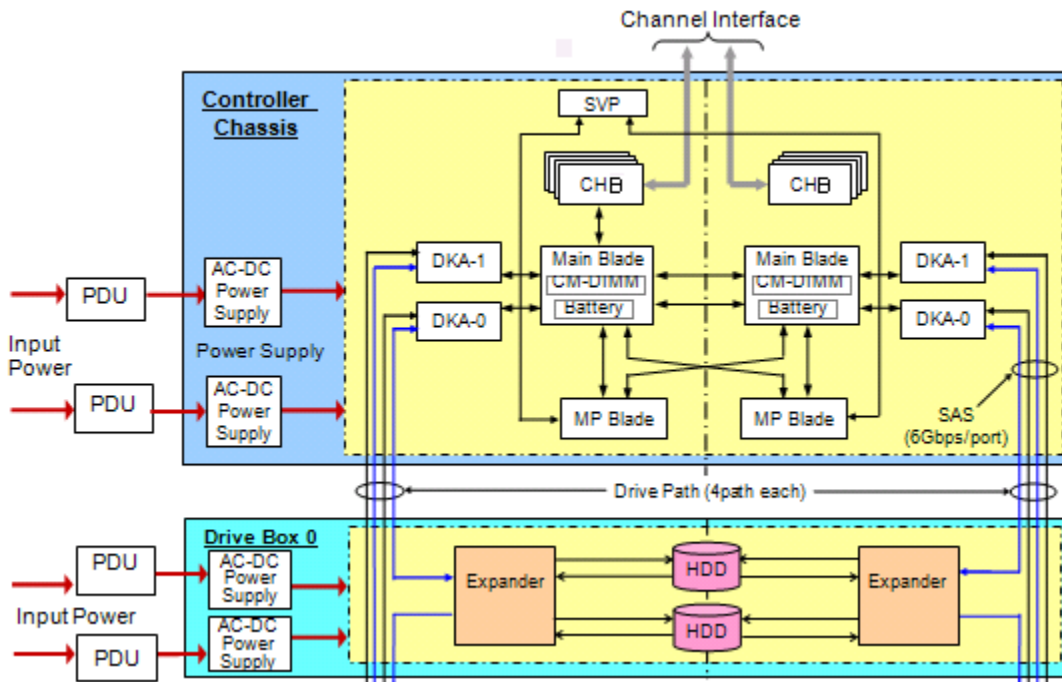 Channel Interface
Controller
Chassis
SVP
CHB
CHB
DKA-1
Main Blade
CM-DIMM
Battery
Main Blade
CM-DIMM
Battery
DKA-1
DKA-0
DKA-0
PDU
AC-DC
Power
Supply
Input
Power
Power Supply
PDU
AC-DC
Power
Supply
MP Blade
MP Blade
SAS
(6Gbps/port)
Drive Path (4path each)
Drive Box 0
PDU
AC-DC
Power
Supply
Expander
HDD
Expander
Input Power
PDU
AC-DC
Power
Supply
HDD